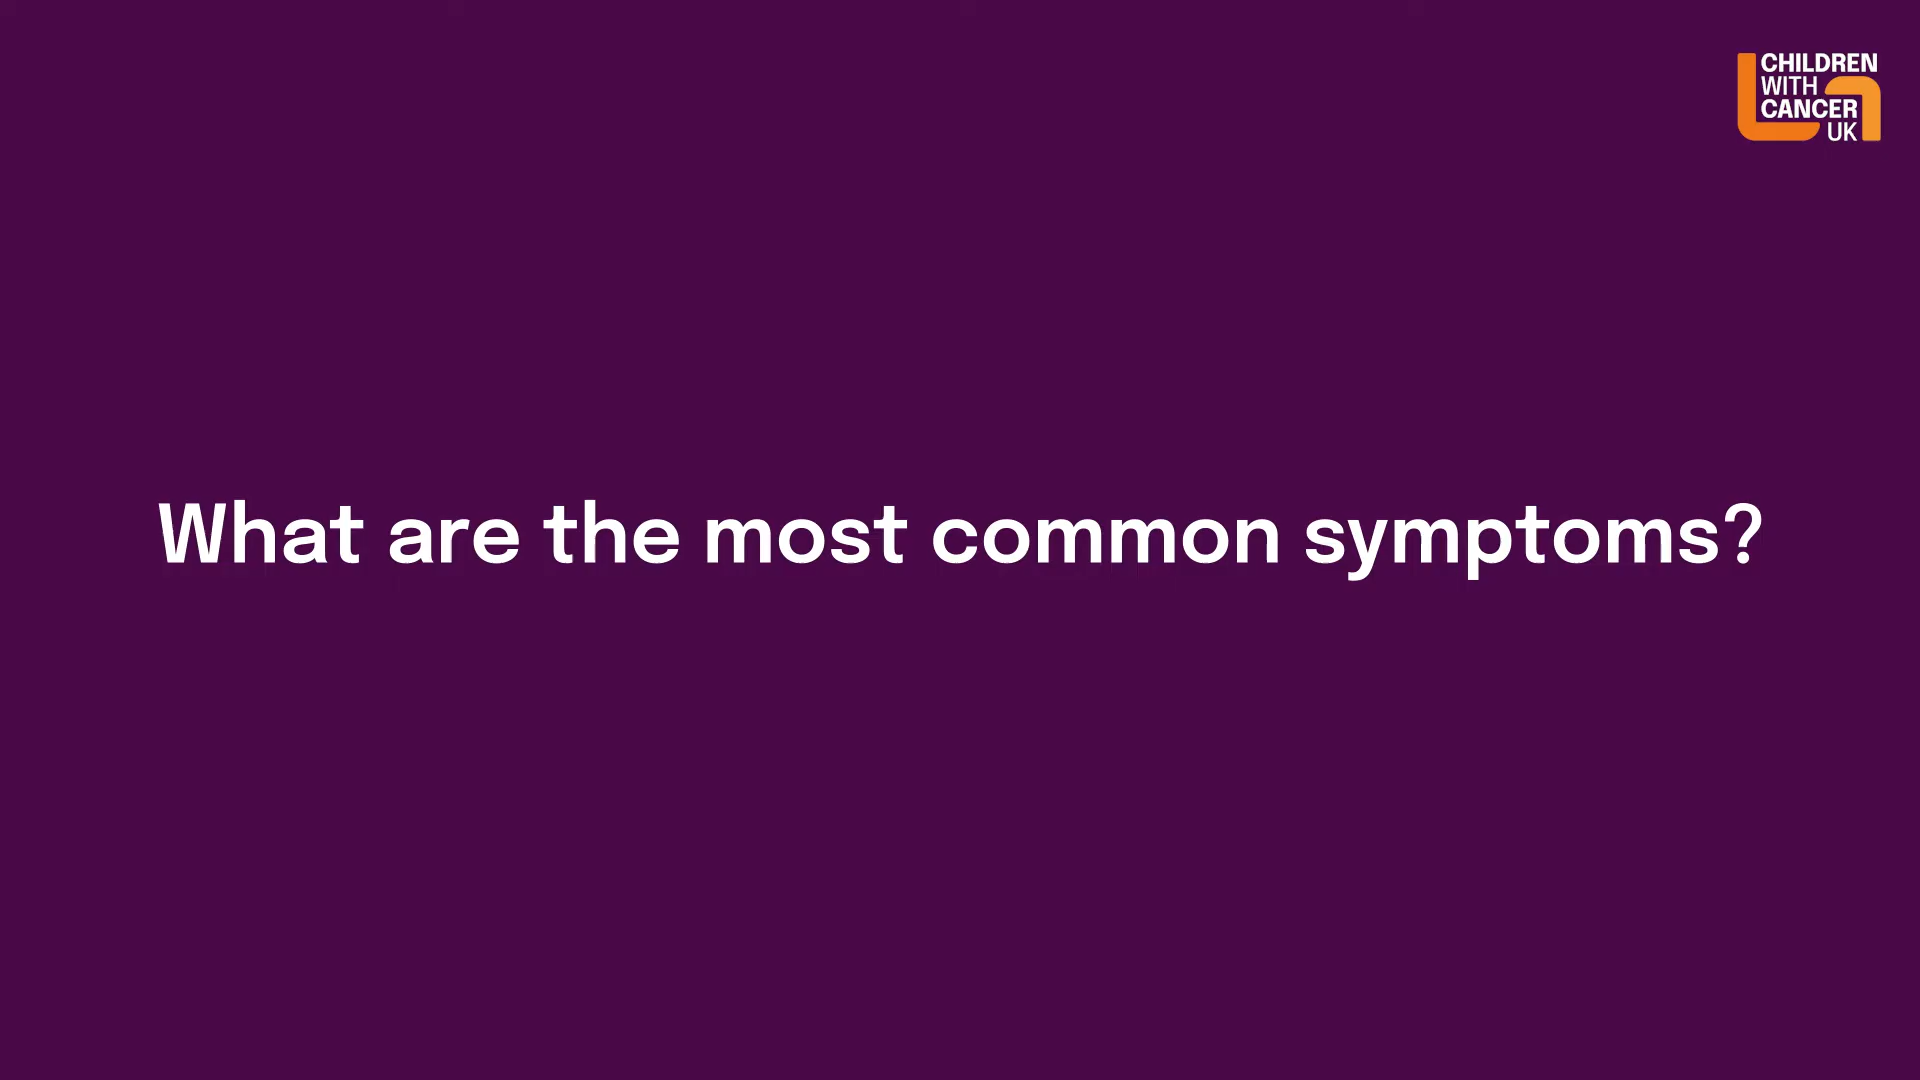 CHILDREN
WITH
CANCER
UK
What are the most common symptoms?